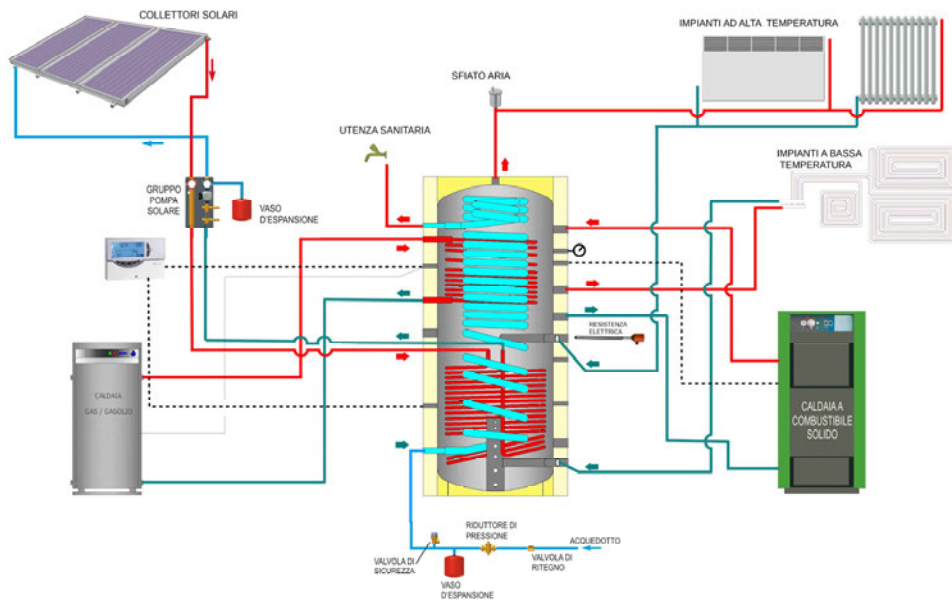 COLLETTORI SOLARI
IMPIANTI AD ALTA TEMPERATURA
SFIATO ARIA
UTENZA SANITARIA
IMPIANTI A BASSA
TEMPERATURA
GRUPPO
POMPA
SOLARE
VASO
D'ESPANSIONE
RESISTENZA
ELETTRICA
CALDAIA
GAS / GASOLIO
CALDAIA A
COMBUSTIBILE
SOLIDO
RIDUTTORE DI
PRESSIONE
ACQUEDOTTO
VALVOLA DI
SICUREZZA
VALVOLA DI
RITEGNO
VASO
D'ESPANSIONE